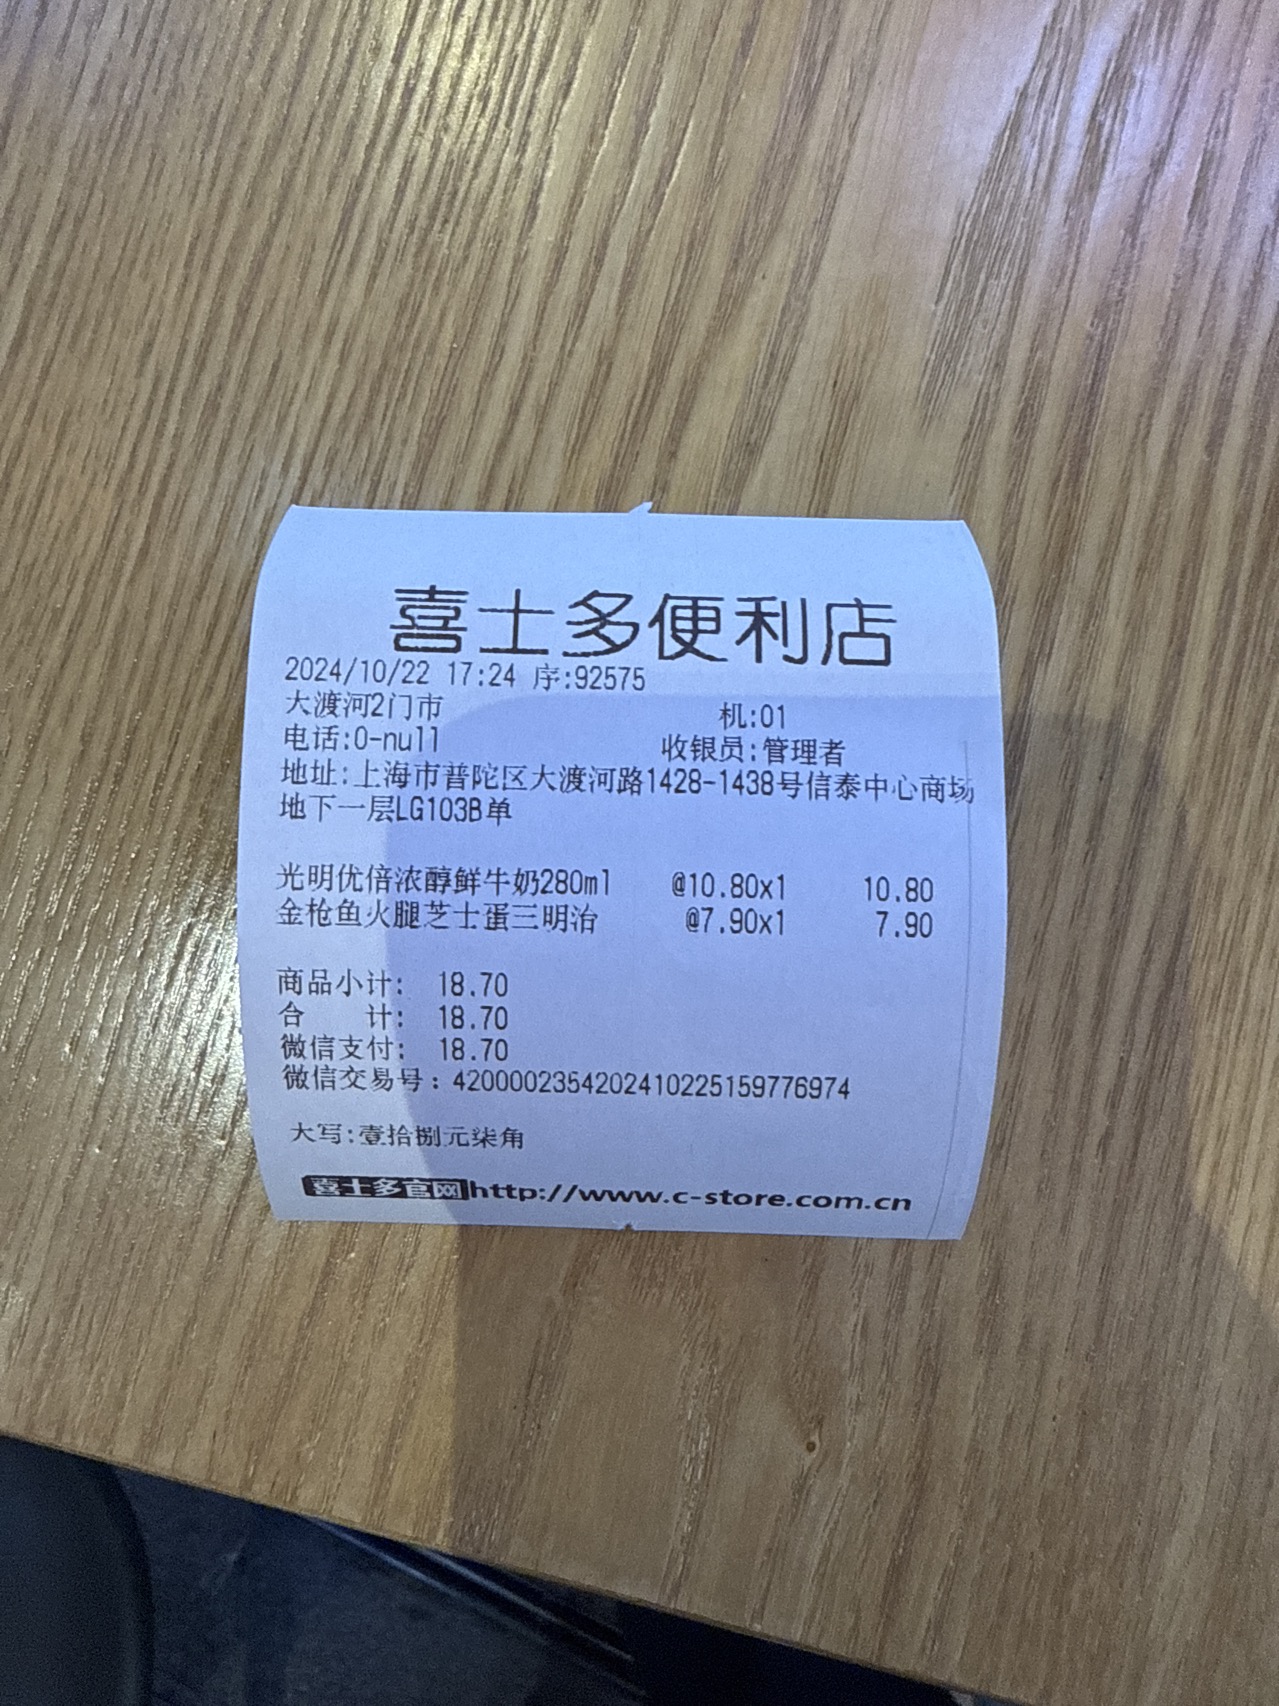 喜士多便利店
2024/10/22 17:24 序:92575
大渡河2门市 机:01
电话:0-null 收银员:管理者
地址:上海市普陀区大渡河路1428-1438号信泰中心商场
地下一层LG103B单
光明优倍浓醇鲜牛奶280ml @10.80x1 10.80
金枪鱼火腿芝士蛋三明治 @7.90x1 7.90
商品小计: 18.70
合 计: 18.70
微信支付: 18.70
微信交易号: 4200002354202410225159776974
大写:壹拾捌元柒角
喜士多官网http://www.c-store.com.cn